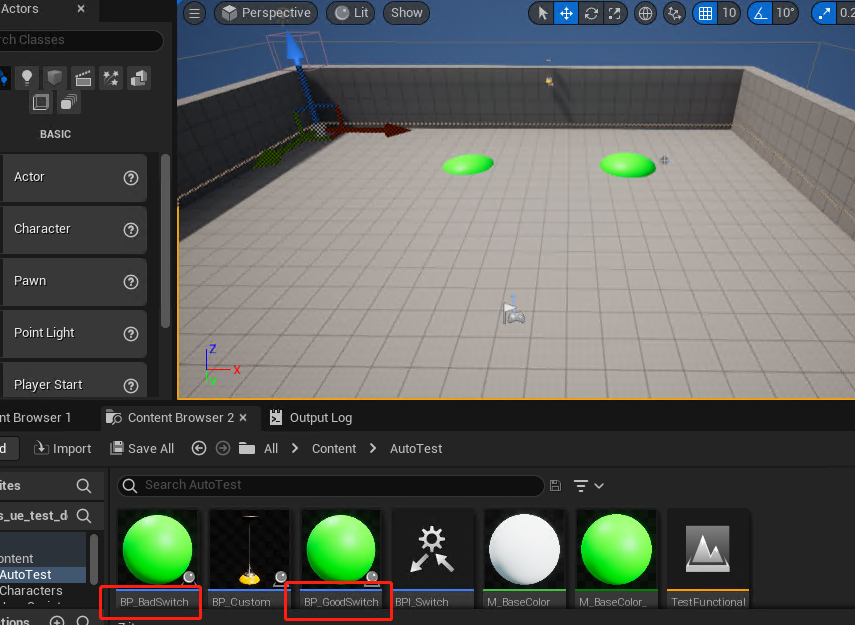 Actors ×
Perspective
Lit
Show
10
10°
0.2
rch Classes
BASIC
Actor
Character
Pawn
Point Light
Player Start
Z
X
nt Browser 1
Content Browser 2 ×
Output Log
d
Import
Save All
All > Content > AutoTest
ites
Search AutoTest
s_ue_test_d
ontent
AutoTest
Characters
BP_BadSwitch
BP_Custom
BP_GoodSwitch
BPI_Switch
M_BaseColor
M_BaseColor_
TestFunctional
tions